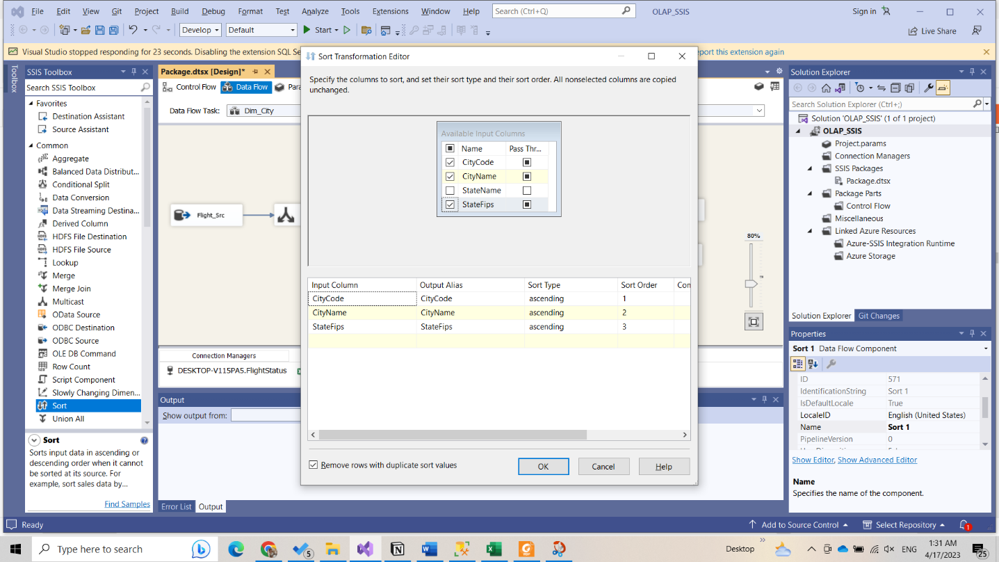 File Edit View Git Project Build Debug Format Test Analyze Tools Extensions Window Help Search (Ctrl+Q) OLAP_SSIS Sign in
Develop Default Start Live Share
Visual Studio stopped responding for 23 seconds. Disabling the extension SQL Se
port this extension again
Toolbox
SSIS Toolbox
Search SSIS Toolbox
Favorites
Destination Assistant
Source Assistant
Common
Aggregate
Balanced Data Distribut...
Conditional Split
Data Conversion
Data Streaming Destina...
Derived Column
HDFS File Destination
HDFS File Source
Lookup
Merge
Merge Join
Multicast
OData Source
ODBC Destination
ODBC Source
OLE DB Command
Row Count
Script Component
Slowly Changing Dimen...
Sort
Union All
Sort
Sorts input data in ascending or
descending order when it cannot
be sorted at its source. For
example, sort sales data by...
Find Samples
Package.dtsx [Design]*
Control Flow Data Flow Para
Data Flow Task: Dim_City
Flight_Src
80%
Connection Managers
DESKTOP-V115PA5.FlightStatus
Output
Show output from:
Error List Output
Sort Transformation Editor
Specify the columns to sort, and set their sort type and their sort order. All nonselected columns are copied
unchanged.
Available Input Columns
Name Pass Thr...
CityCode
CityName
StateName
StateFips
Input Column Output Alias Sort Type Sort Order Con
CityCode CityCode ascending 1
CityName CityName ascending 2
StateFips StateFips ascending 3
Remove rows with duplicate sort values
OK Cancel Help
Solution Explorer
Search Solution Explorer (Ctrl+;)
Solution 'OLAP_SSIS' (1 of 1 project)
OLAP_SSIS
Project.params
Connection Managers
SSIS Packages
Package.dtsx
Package Parts
Control Flow
Miscellaneous
Linked Azure Resources
Azure-SSIS Integration Runtime
Azure Storage
Solution Explorer Git Changes
Properties
Sort 1 Data Flow Component
ID 571
IdentificationString Sort 1
IsDefaultLocale True
LocaleID English (United States)
Name Sort 1
PipelineVersion 0
Show Editor, Show Advanced Editor
Name
Specifies the name of the component.
Ready Add to Source Control Select Repository 1
Type here to search 5 Desktop ENG 1:31 AM
4/17/2023 25